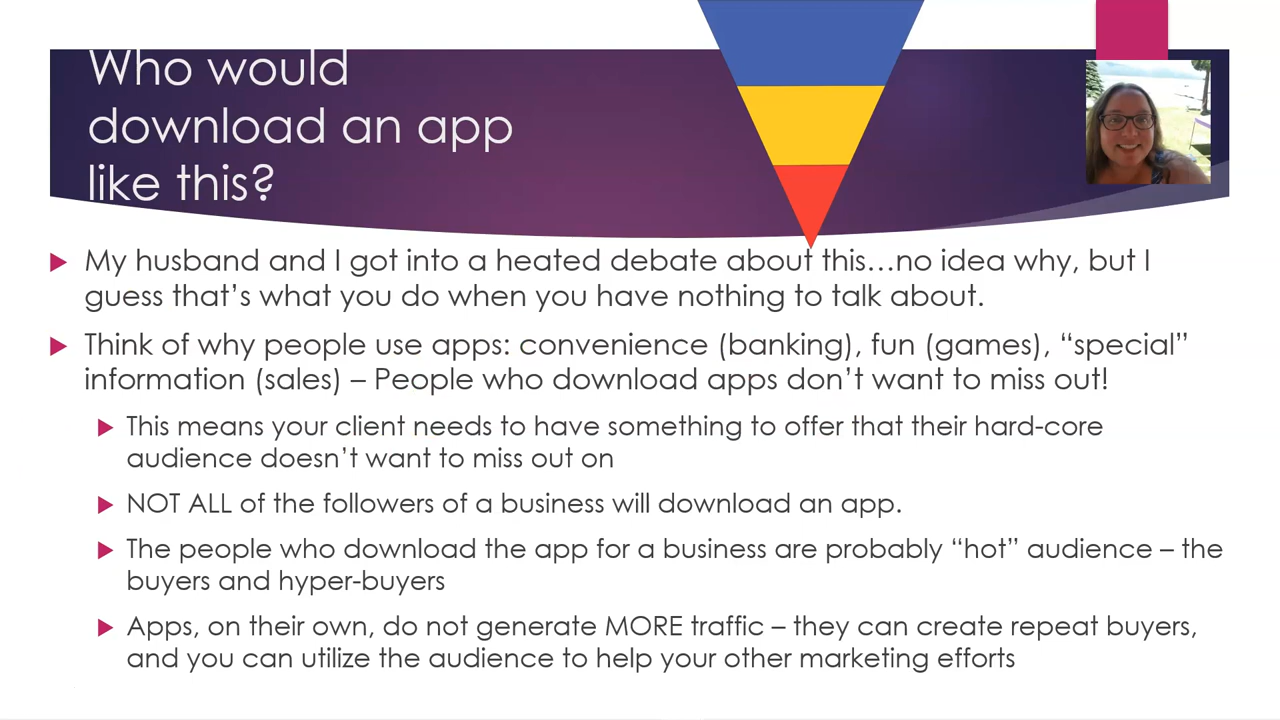 Who would
download an app
like this?
My husband and I got into a heated debate about this…no idea why, but I
guess that’s what you do when you have nothing to talk about.
Think of why people use apps: convenience (banking), fun (games), “special”
information (sales) – People who download apps don’t want to miss out!
This means your client needs to have something to offer that their hard-core
audience doesn’t want to miss out on
NOT ALL of the followers of a business will download an app.
The people who download the app for a business are probably “hot” audience – the
buyers and hyper-buyers
Apps, on their own, do not generate MORE traffic – they can create repeat buyers,
and you can utilize the audience to help your other marketing efforts